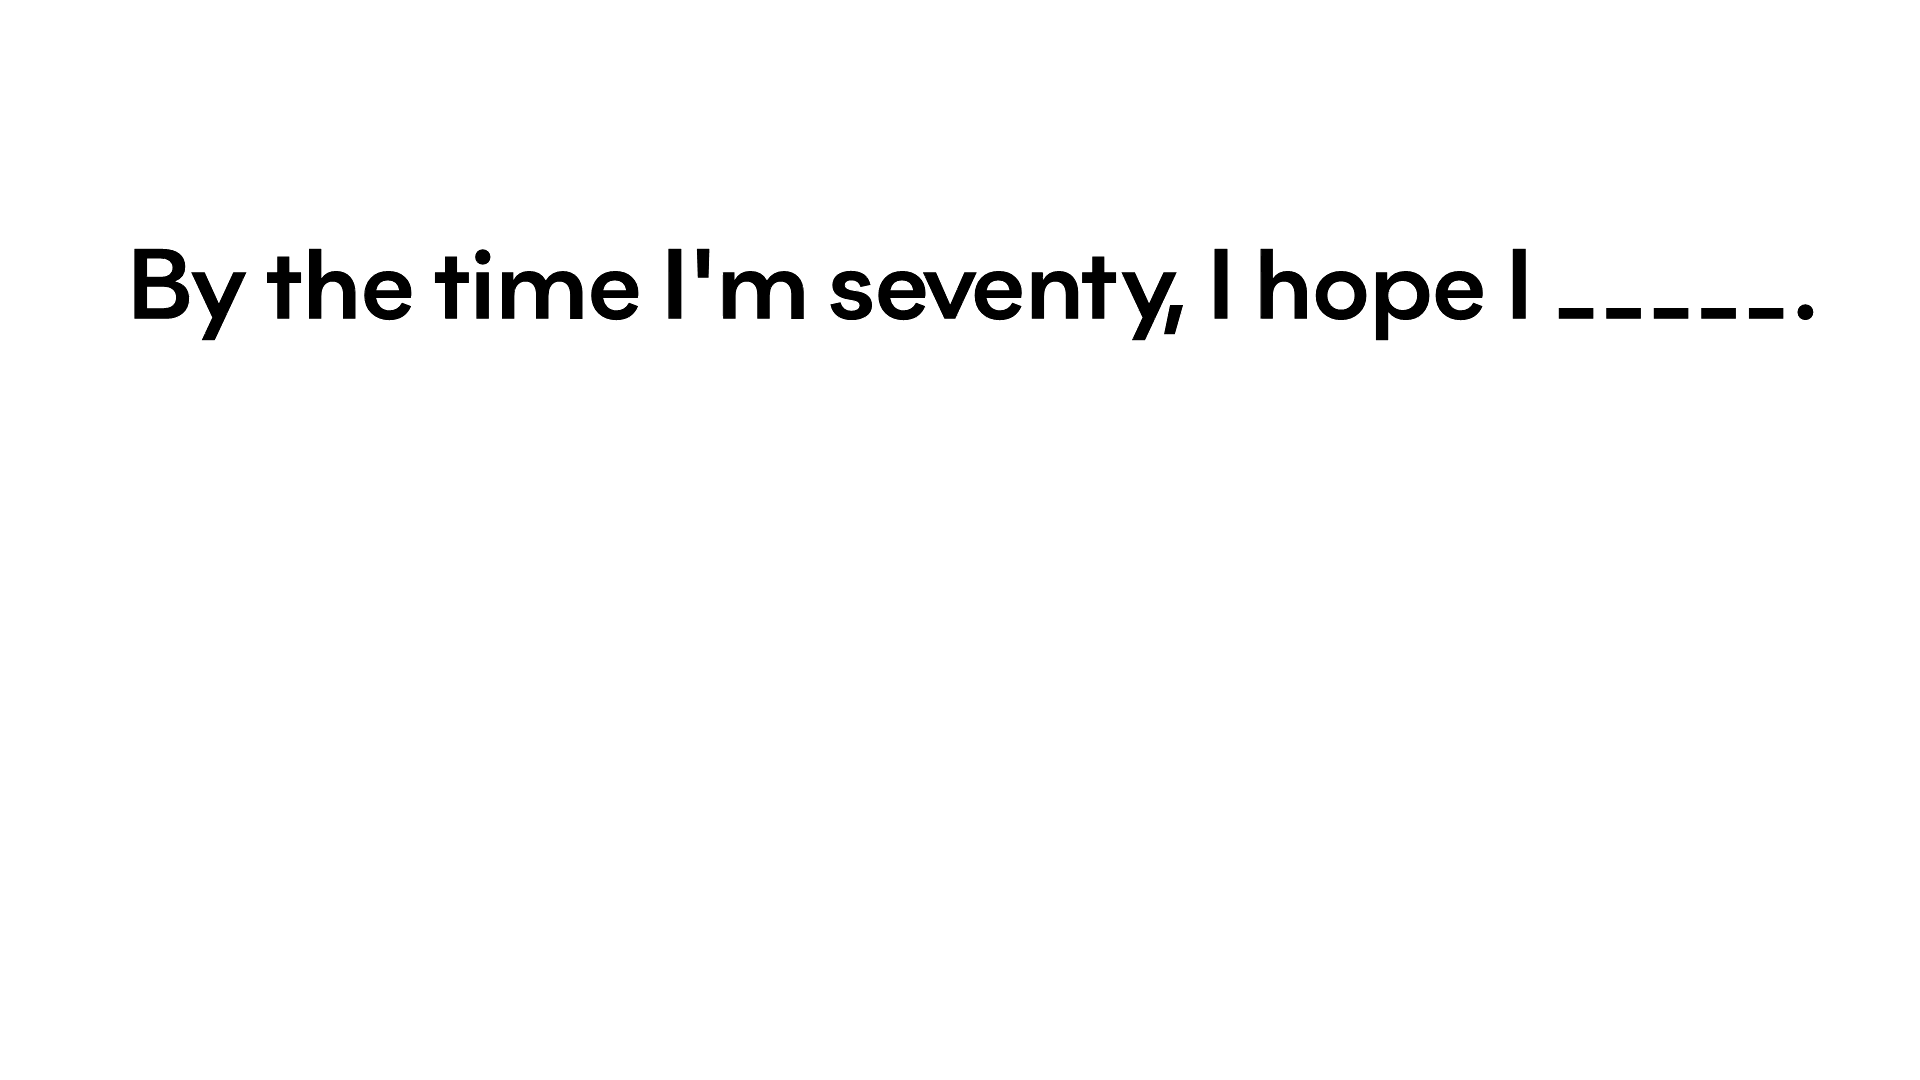 By the time I'm seventy, I hope I _____.